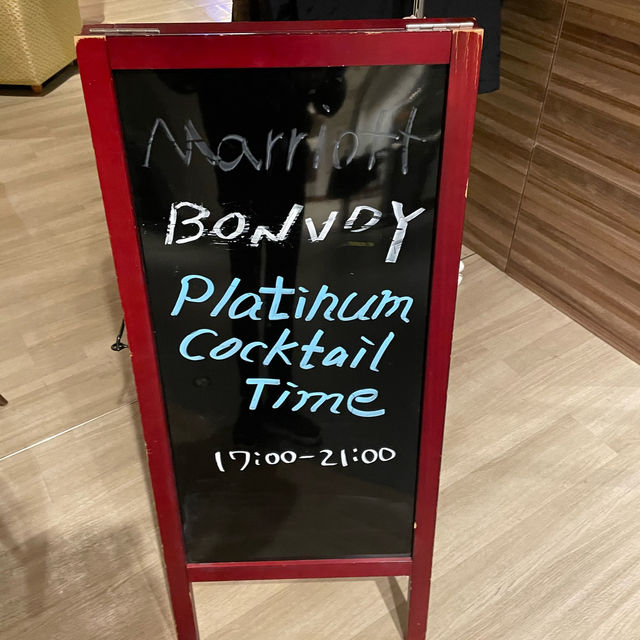 Marriott
BONVOY
Platinum
Cocktail
Time
17:00-21:00